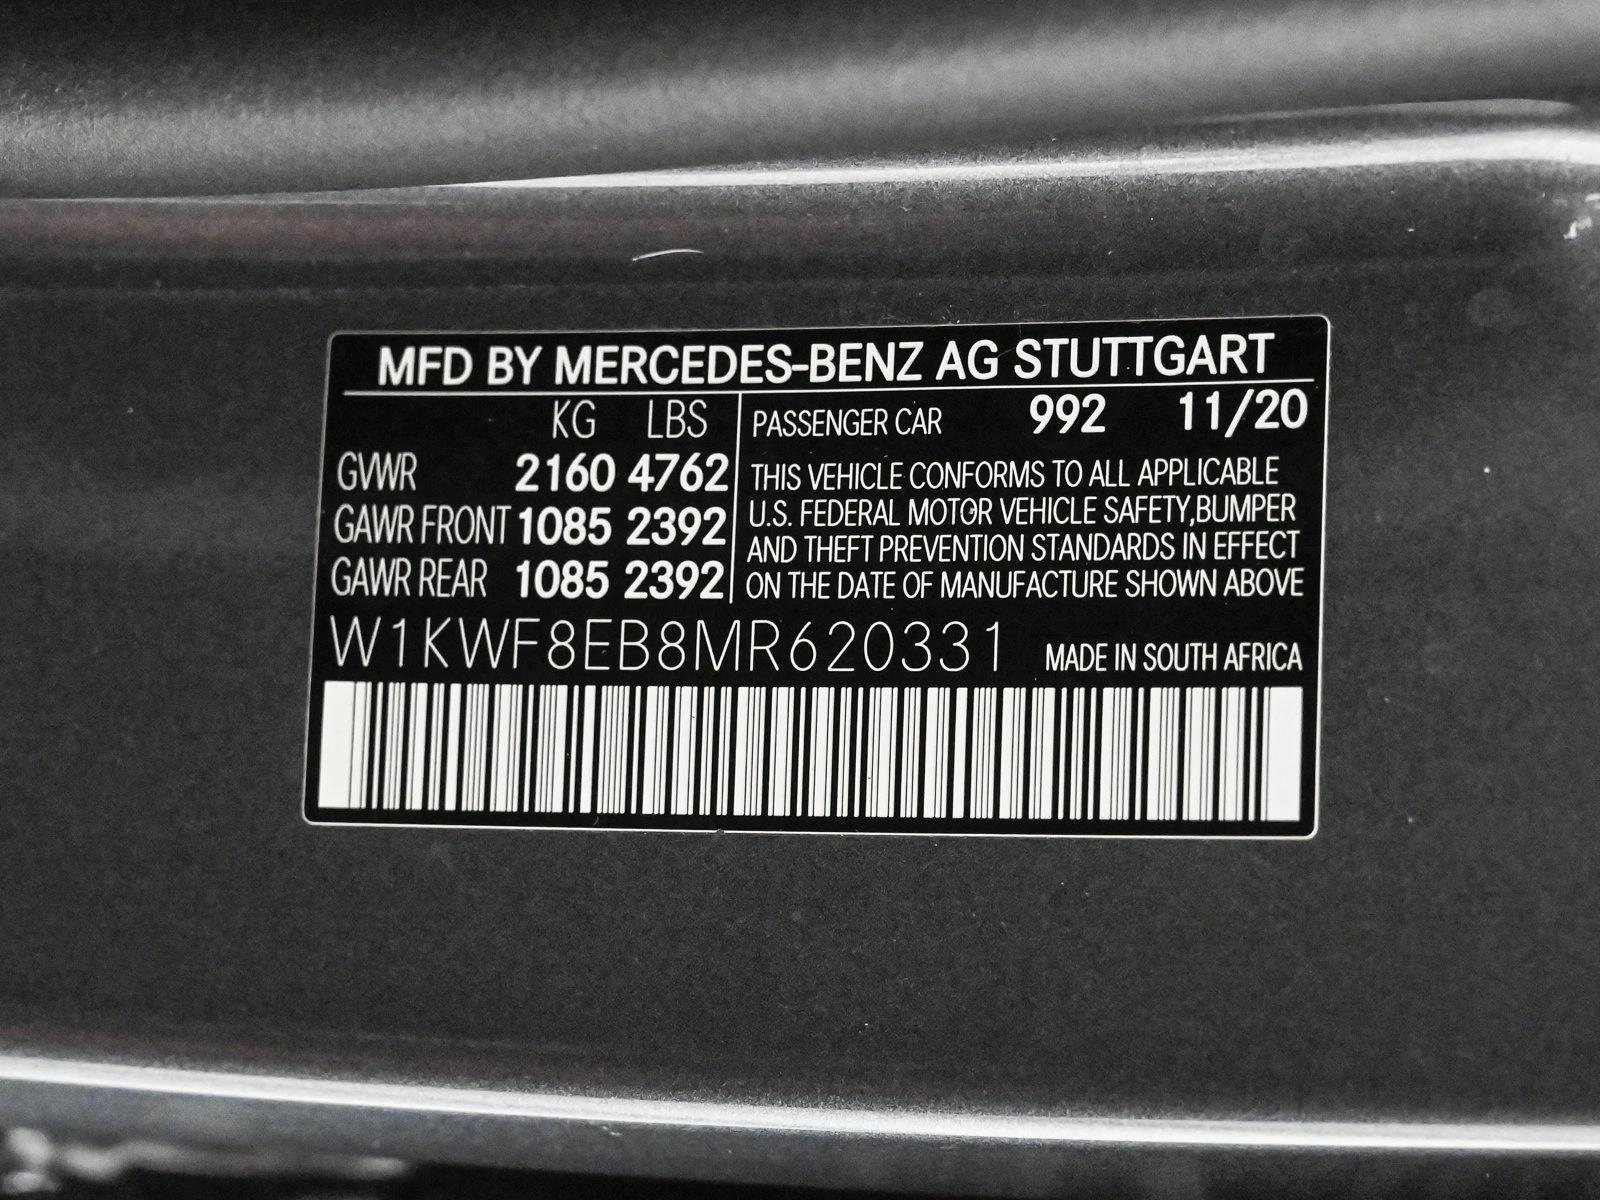 MFD BY MERCEDES-BENZ AG STUTTGART
KG LBS
GVWR 2160 4762
GAWR FRONT 1085 2392
GAWR REAR 1085 2392
PASSENGER CAR 992 11/20
THIS VEHICLE CONFORMS TO ALL APPLICABLE
U.S. FEDERAL MOTOR VEHICLE SAFETY,BUMPER
AND THEFT PREVENTION STANDARDS IN EFFECT
ON THE DATE OF MANUFACTURE SHOWN ABOVE
W1KWF8EB8MR620331 MADE IN SOUTH AFRICA